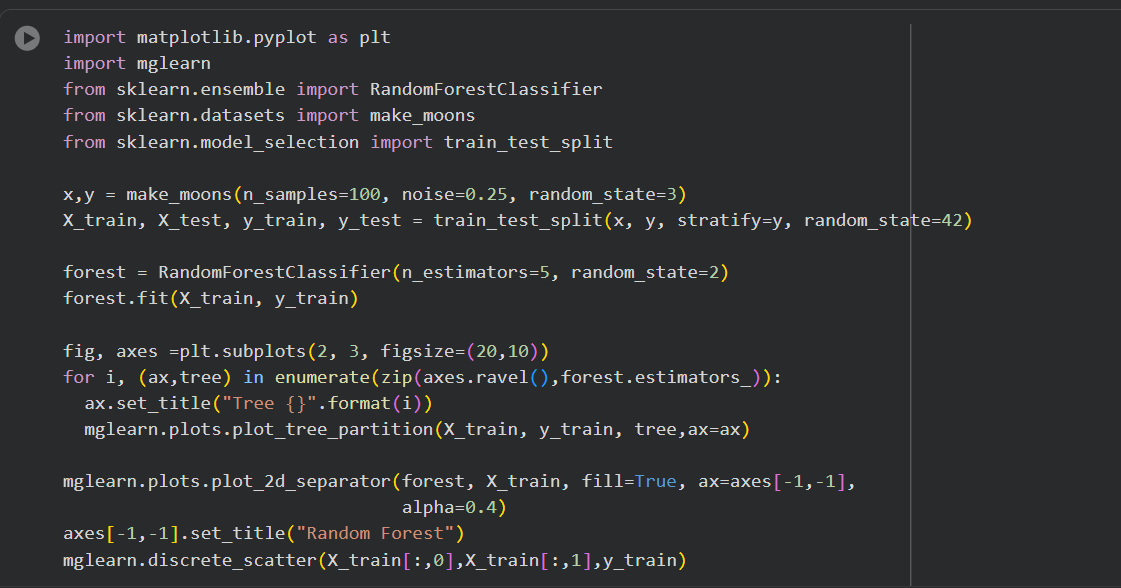 import matplotlib.pyplot as plt
import mglearn
from sklearn.ensemble import RandomForestClassifier
from sklearn.datasets import make_moons
from sklearn.model_selection import train_test_split

x,y = make_moons(n_samples=100, noise=0.25, random_state=3)
X_train, X_test, y_train, y_test = train_test_split(x, y, stratify=y, random_state=42)

forest = RandomForestClassifier(n_estimators=5, random_state=2)
forest.fit(X_train, y_train)

fig, axes =plt.subplots(2, 3, figsize=(20,10))
for i, (ax,tree) in enumerate(zip(axes.ravel(),forest.estimators_)):
  ax.set_title("Tree {}".format(i))
  mglearn.plots.plot_tree_partition(X_train, y_train, tree,ax=ax)

mglearn.plots.plot_2d_separator(forest, X_train, fill=True, ax=axes[-1,-1],
                                alpha=0.4)
axes[-1,-1].set_title("Random Forest")
mglearn.discrete_scatter(X_train[:,0],X_train[:,1],y_train)